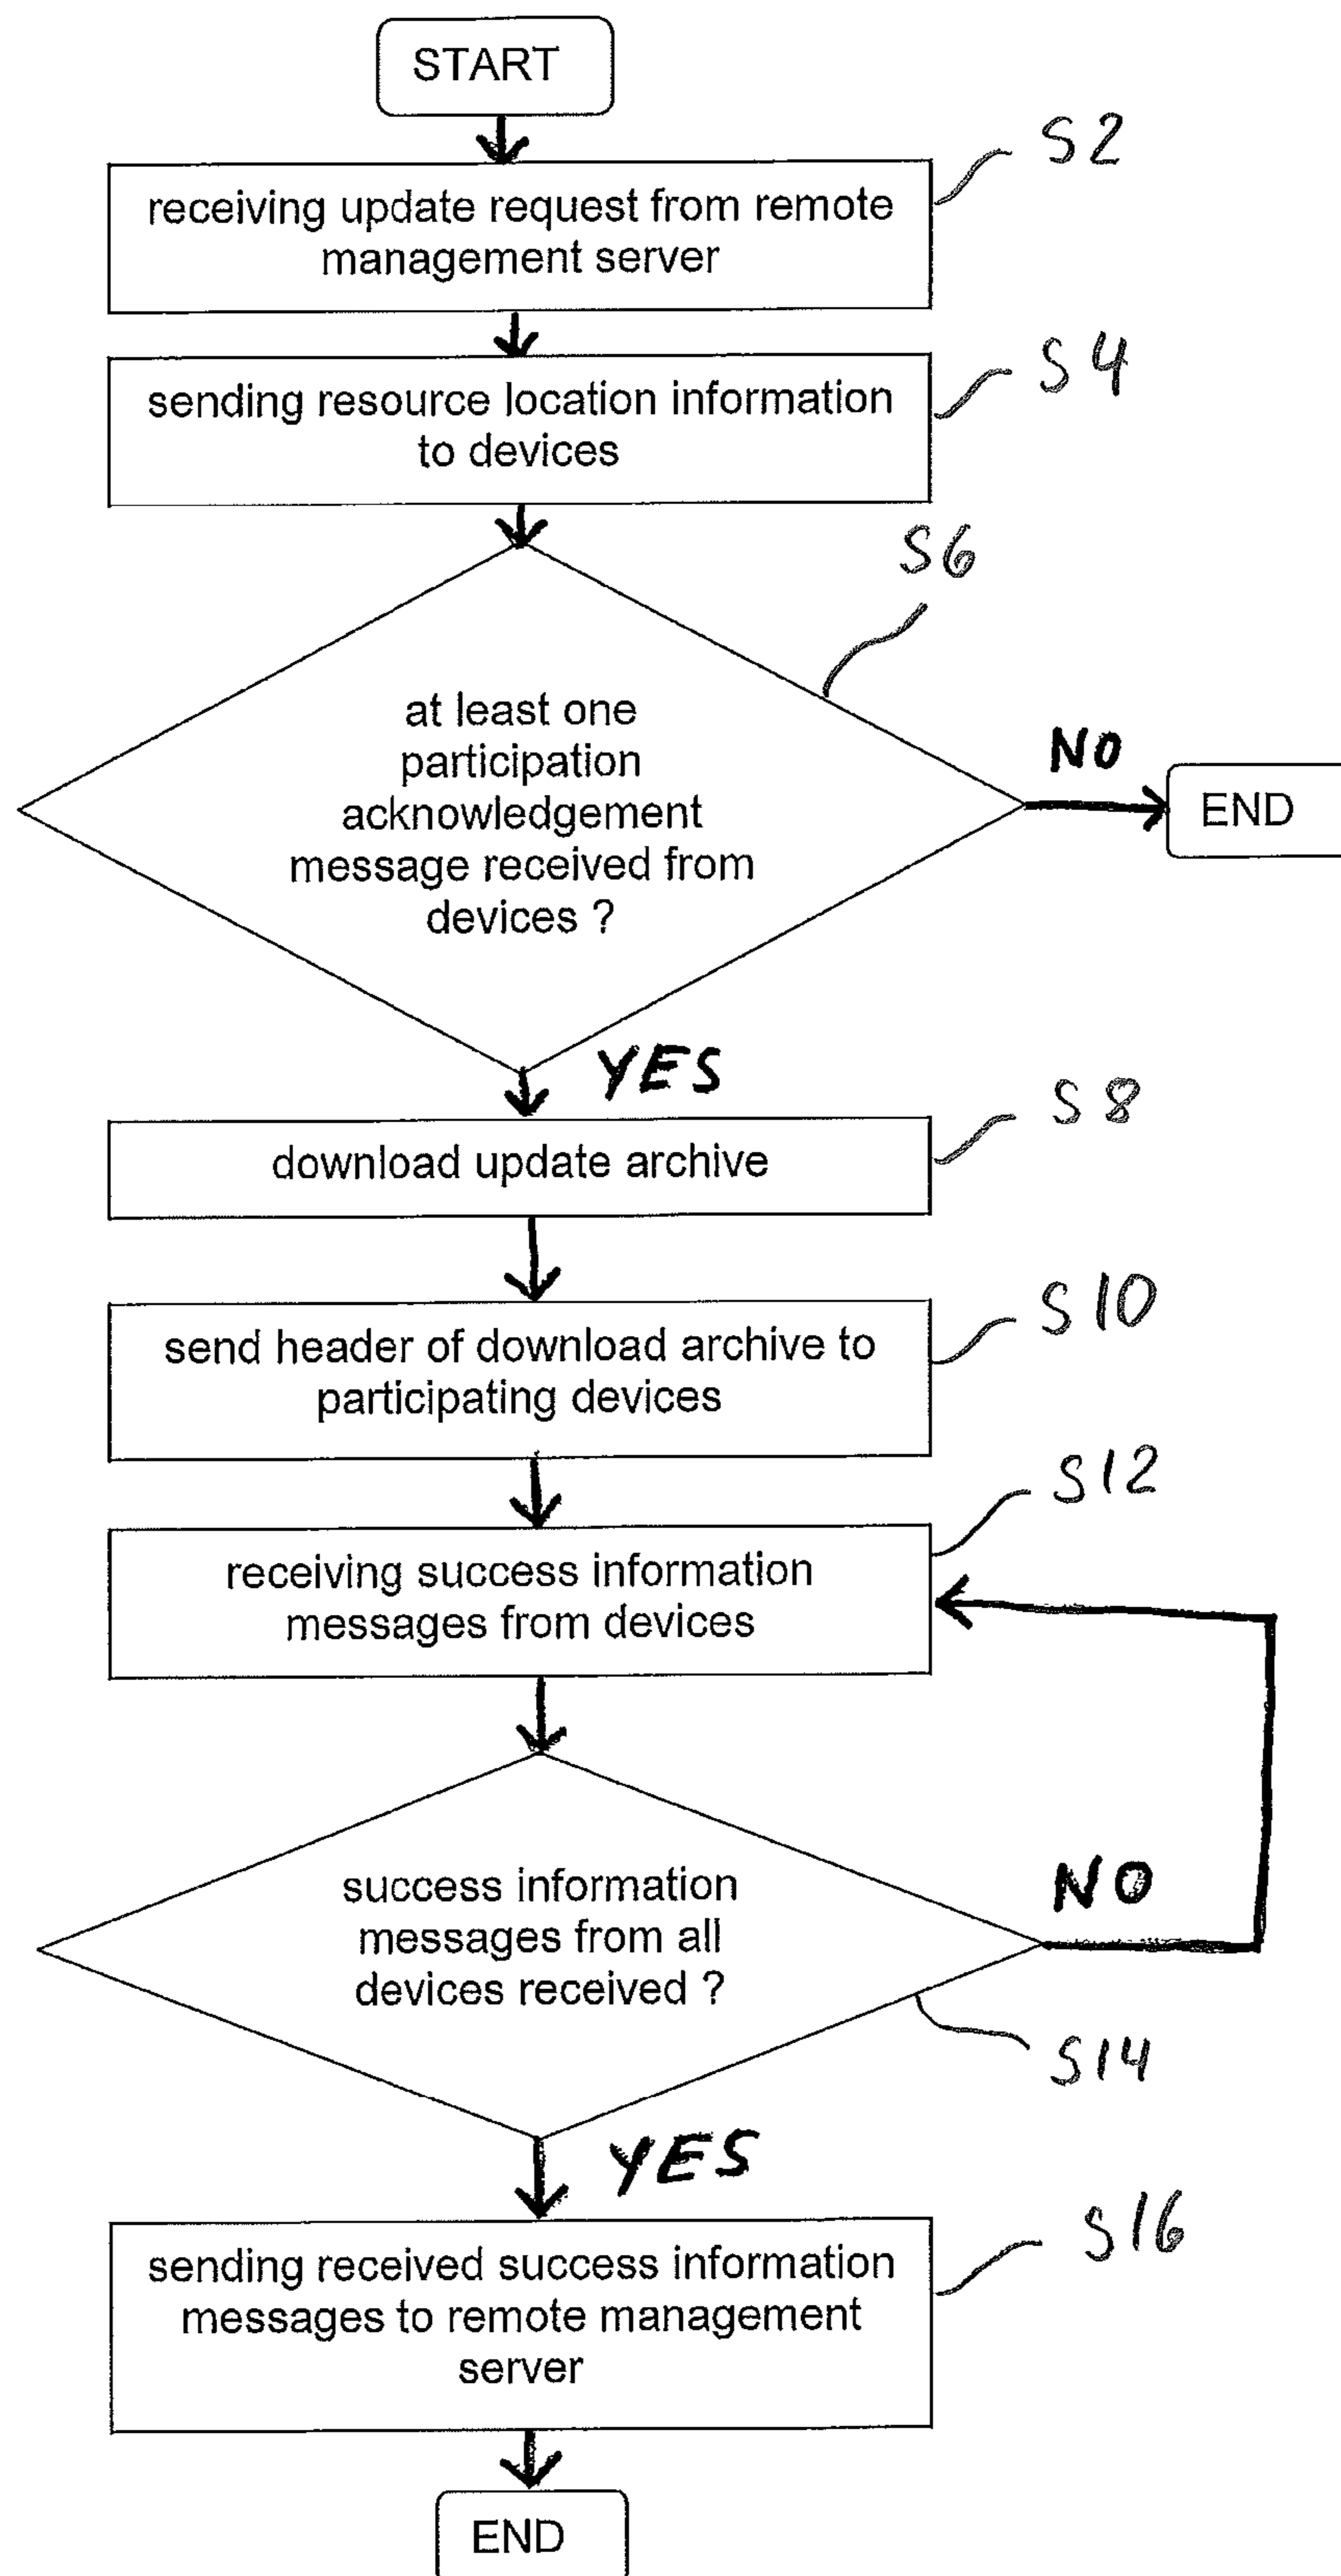 START
S2
receiving update request from remote
management server
S4
sending resource location information
to devices
S6
at least one
participation
acknowledgement
message received from
devices ?
NO
END
YES
S8
download update archive
S10
send header of download archive to
participating devices
S12
receiving success information
messages from devices
success information
messages from all
devices received ?
NO
S14
YES
S16
sending received success information
messages to remote management
server
END